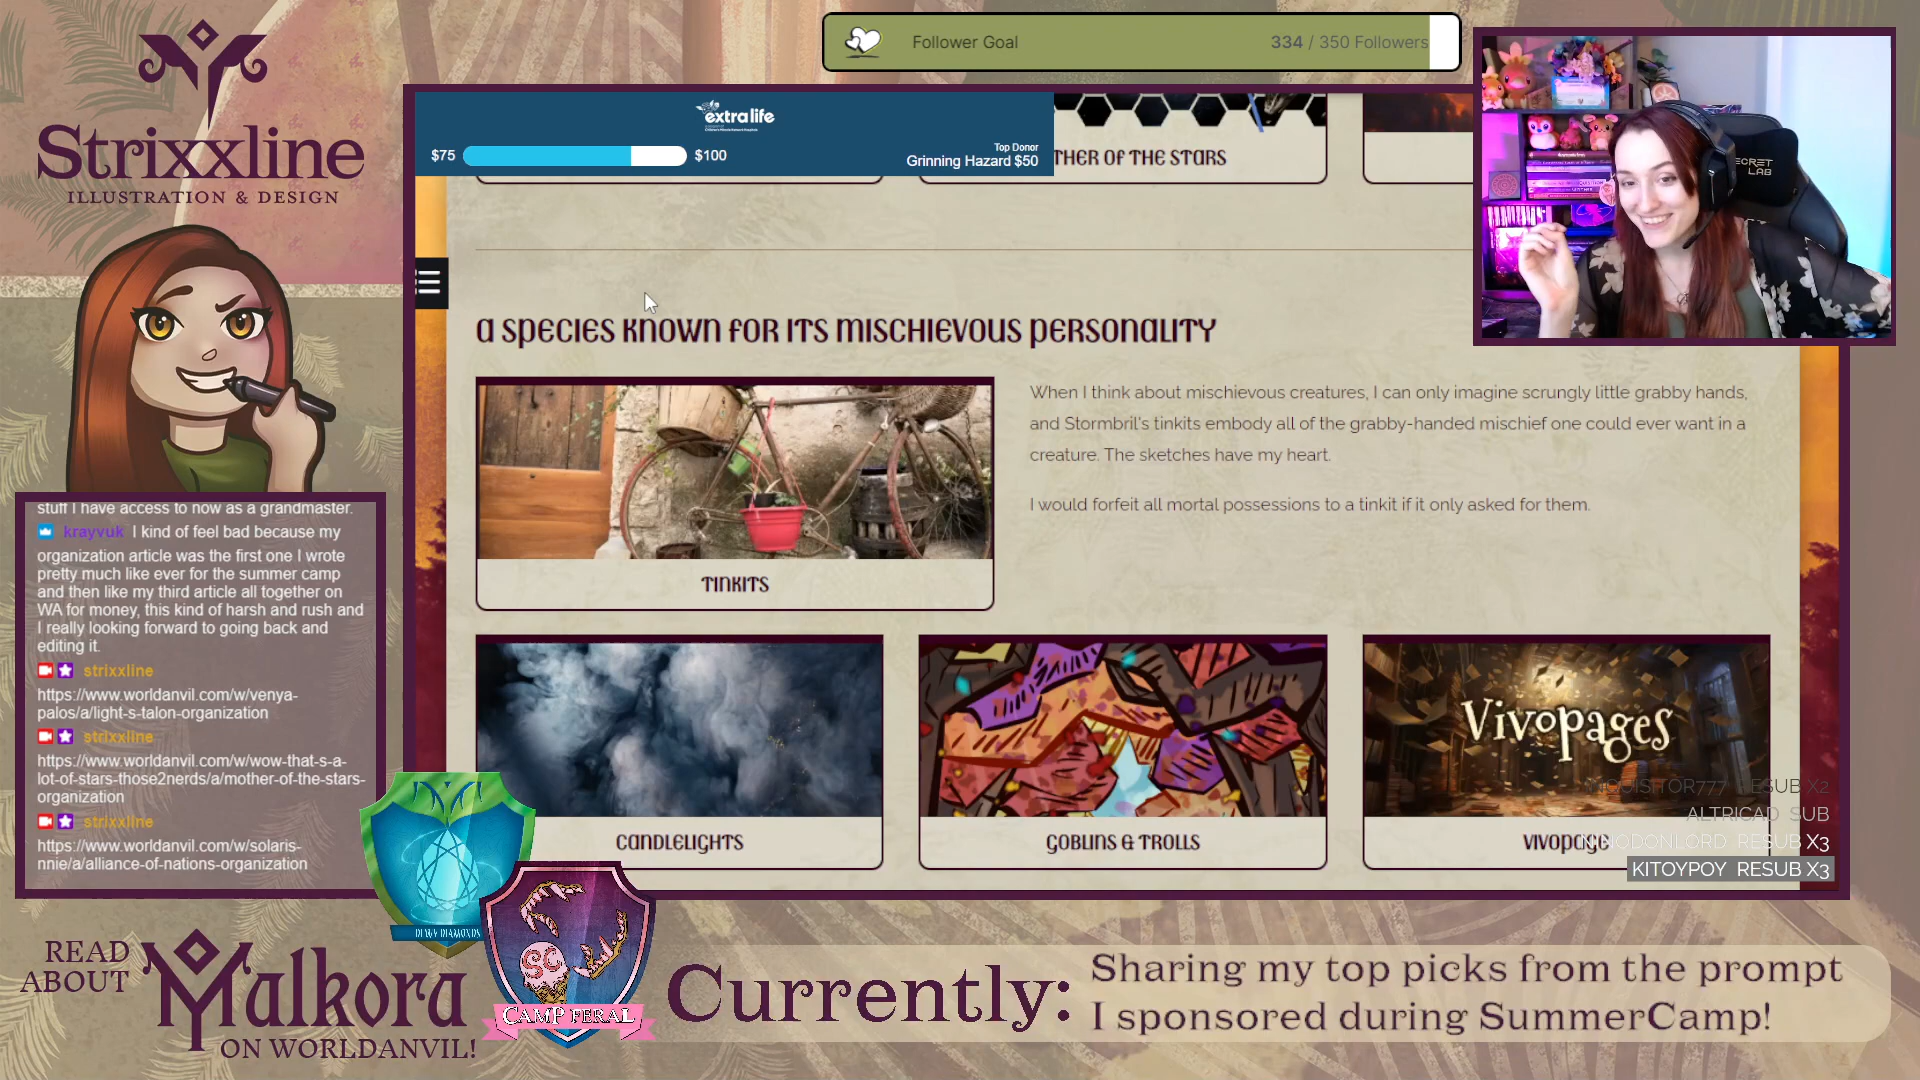 Strixxline
ILLUSTRATION & DESIGN
Follower Goal
334 / 350 Followers
extralife
$75
$100
Top Donor
Grinning Hazard $50
THER OF THE STARS
SECRET
LAB
A SPECIES KNOWN FOR ITS MISCHIEVOUS PERSONALITY
When I think about mischievous creatures, I can only imagine scrungly little grabby hands,
and Stormbril's tinkits embody all of the grabby-handed mischief one could ever want in a
creature. The sketches have my heart.
I would forfeit all mortal possessions to a tinkit if it only asked for them.
TINKITS
CANDLELIGHTS
GOBLINS & TROLLS
Vivopages
VIVOPAGE
RESUB X2
ALTRICAD SUB
NINODONLORD RESUB X3
KITOYPOY RESUB X3
stuff I have access to now as a grandmaster.
krayvuk I kind of feel bad because my
organization article was the first one I wrote
pretty much like ever for the summer camp
and then like my third article all together on
WA for money, this kind of harsh and rush and
I really looking forward to going back and
editing it.
strixxline
https://www.worldanvil.com/w/venya-
palos/a/light-s-talon-organization
strixxline
https://www.worldanvil.com/w/wow-that-s-a-
lot-of-stars-those2nerds/a/mother-of-the-stars-
organization
strixxline
https://www.worldanvil.com/w/solaris-
nnie/a/alliance-of-nations-organization
DEWY DIAMONDS
SC
CAMP FERAL
READ
ABOUT
Malkora
ON WORLDANVIL!
Currently:
Sharing my top picks from the prompt
I sponsored during SummerCamp!